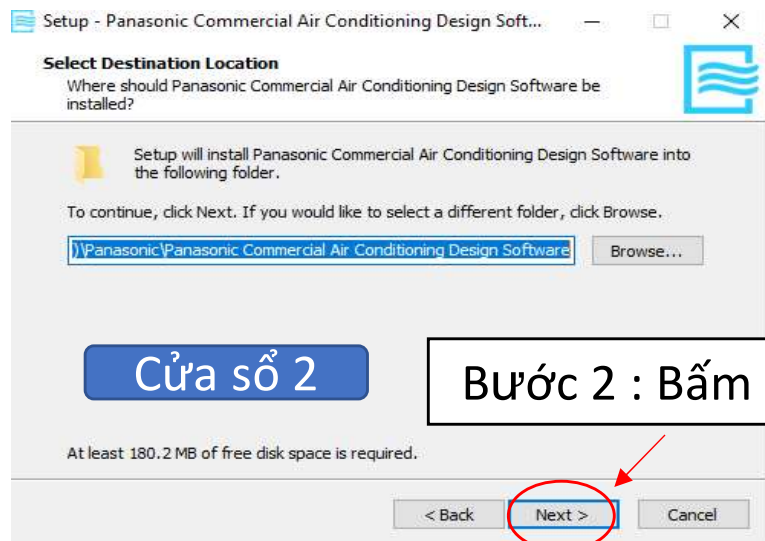 Setup - Panasonic Commercial Air Conditioning Design Soft...
Select Destination Location
Where should Panasonic Commercial Air Conditioning Design Software be
installed?
Setup will install Panasonic Commercial Air Conditioning Design Software into
the following folder.
To continue, click Next. If you would like to select a different folder, click Browse.
)\Panasonic\Panasonic Commercial Air Conditioning Design Software
Browse...
Cửa sổ 2
Bước 2 : Bấm
At least 180.2 MB of free disk space is required.
< Back Next > Cancel